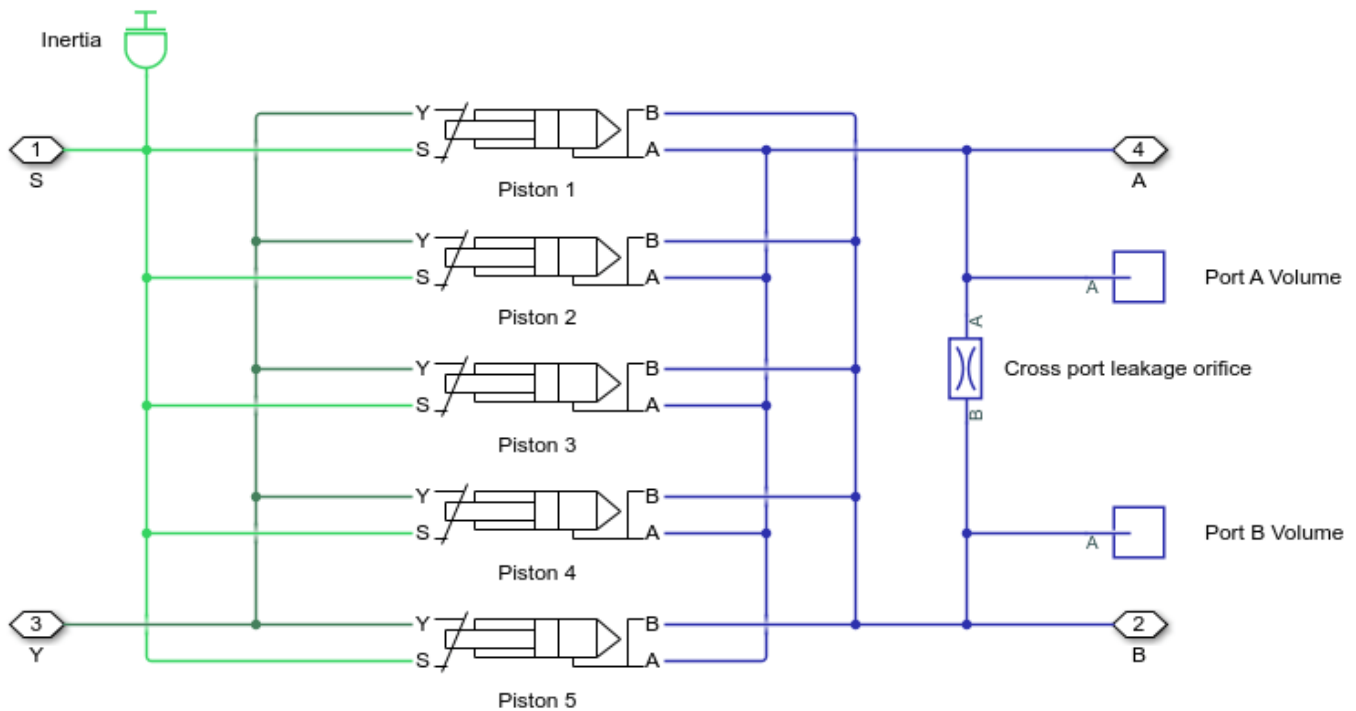 Inertia
1
S
Y
S
B
A
Piston 1
4
A
Y
S
B
A
Piston 2
A
Port A Volume
A
Y
S
B
A
Piston 3
Cross port leakage orifice
B
Y
S
B
A
Piston 4
A
Port B Volume
3
Y
Y
S
B
A
Piston 5
2
B